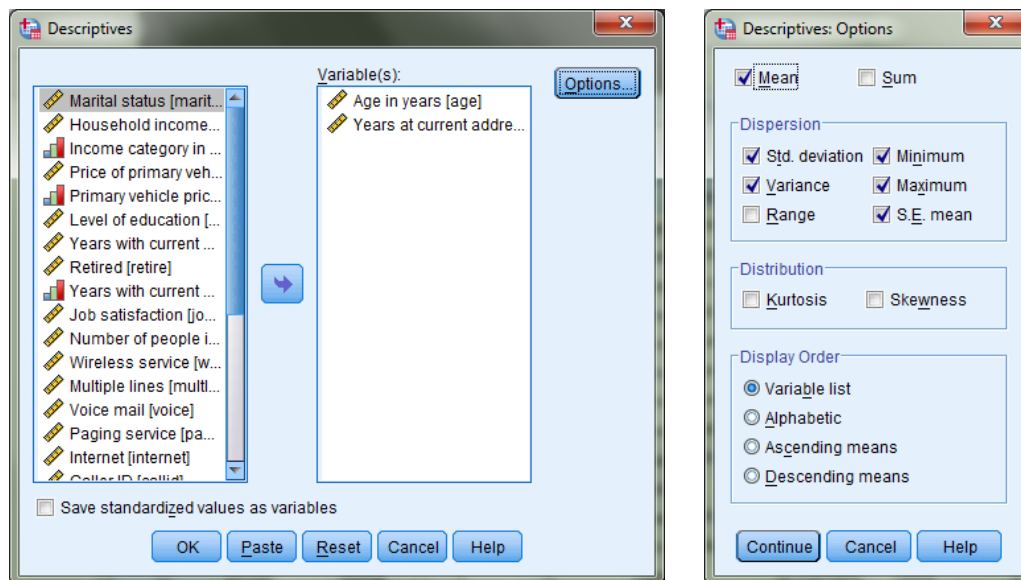 Descriptives
Variable(s):
Options...
Marital status [marit...
Household income...
Income category in ...
Price of primary veh...
Primary vehicle pric...
Level of education [...
Years with current ...
Retired [retire]
Years with current ...
Job satisfaction [jo...
Number of people i...
Wireless service [w...
Multiple lines [multl...
Voice mail [voice]
Paging service [pa...
Internet [internet]
Caller ID [callid]
Age in years [age]
Years at current addre...
Save standardized values as variables
OK Paste Reset Cancel Help
Descriptives: Options
Mean Sum
Dispersion
Std. deviation Minimum
Variance Maximum
Range S.E. mean
Distribution
Kurtosis Skewness
Display Order
Variable list
Alphabetic
Ascending means
Descending means
Continue Cancel Help